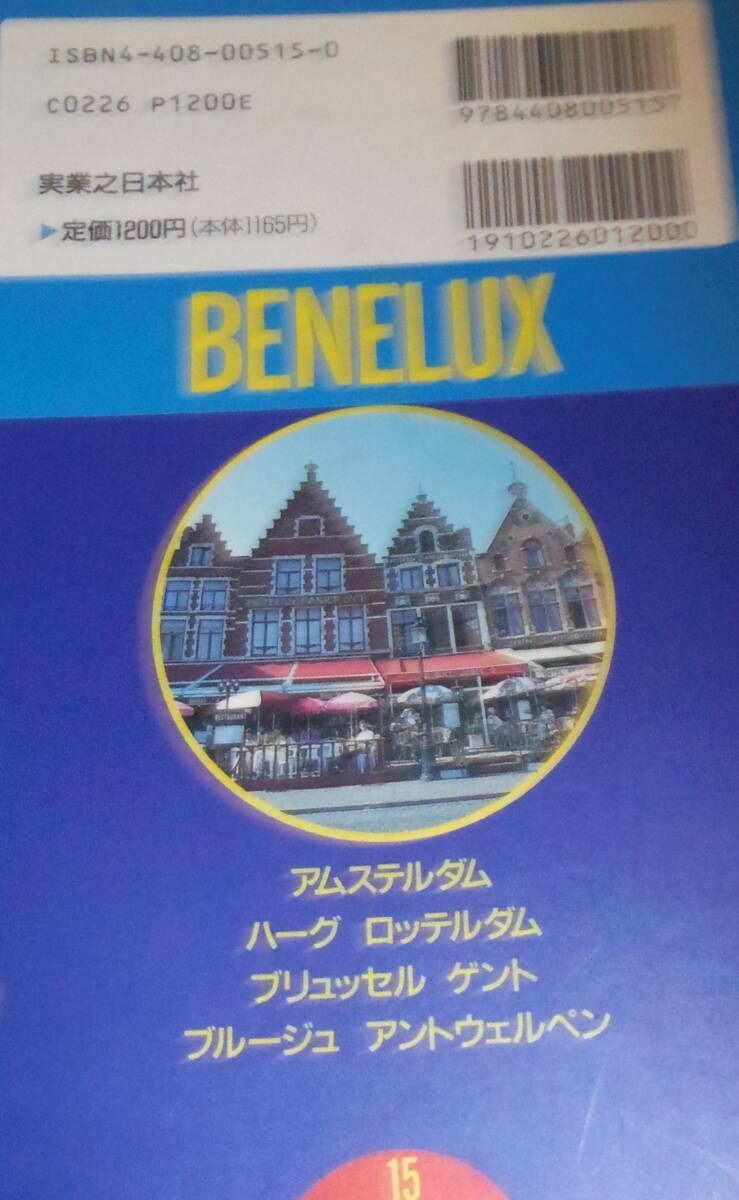 ISBN4-408-00515-0
C0226 P1200E
9784408005157
実業之日本社
▶定価1200円(本体1165円)
1910226012000
BENELUX
RESTAURANT
アムステルダム
ハーグ ロッテルダム
ブリュッセル ゲント
ブルージュ アントウェルペン
15